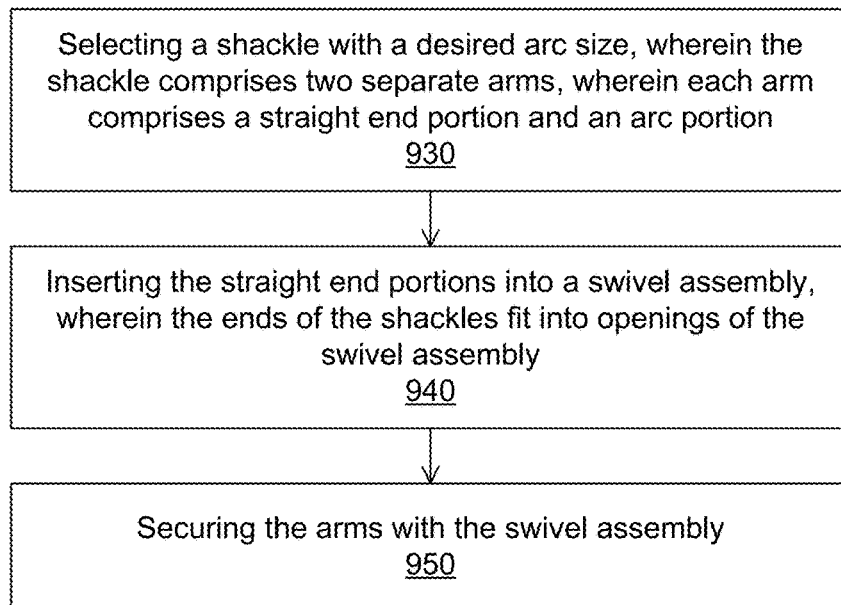 Selecting a shackle with a desired arc size, wherein the
shackle comprises two separate arms, wherein each arm
comprises a straight end portion and an arc portion
930
Inserting the straight end portions into a swivel assembly,
wherein the ends of the shackles fit into openings of the
swivel assembly
940
Securing the arms with the swivel assembly
950